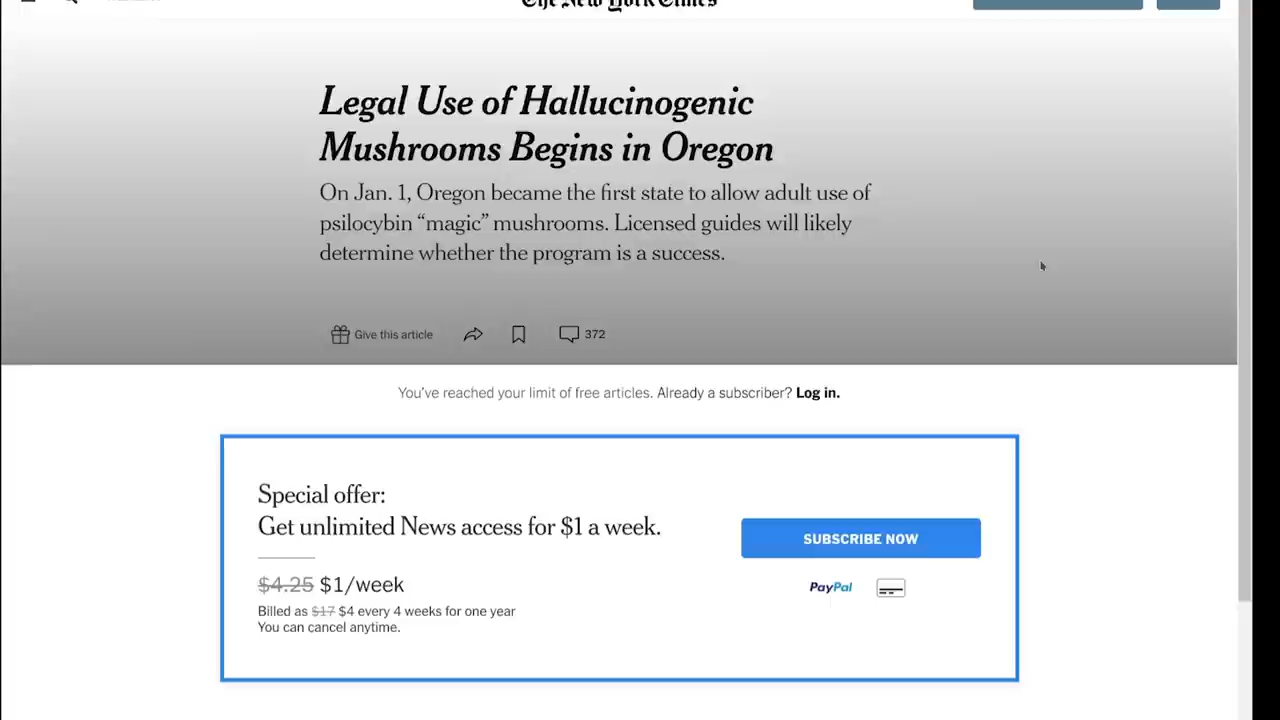 The New York Times
Legal Use of Hallucinogenic
Mushrooms Begins in Oregon
On Jan. 1, Oregon became the first state to allow adult use of
psilocybin “magic” mushrooms. Licensed guides will likely
determine whether the program is a success.
Give this article 372
You’ve reached your limit of free articles. Already a subscriber? Log in.
Special offer:
Get unlimited News access for $1 a week.
SUBSCRIBE NOW
$4.25 $1/week
PayPal
Billed as $17 $4 every 4 weeks for one year
You can cancel anytime.